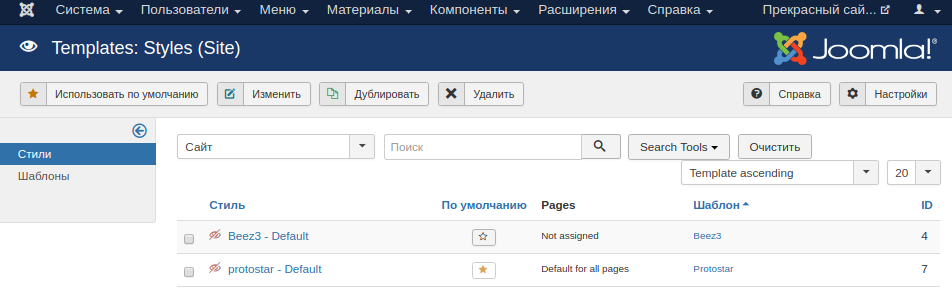 Система Пользователи Меню Материалы Компоненты Расширения Справка Прекрасный сай...
Templates: Styles (Site)
Joomla!®
Использовать по умолчанию Изменить Дублировать Удалить Справка Настройки
Стили
Шаблоны
Сайт Поиск Search Tools Очистить
Template ascending 20
Стиль По умолчанию Pages Шаблон ID
Beez3 - Default Not assigned Beez3 4
protostar - Default Default for all pages Protostar 7